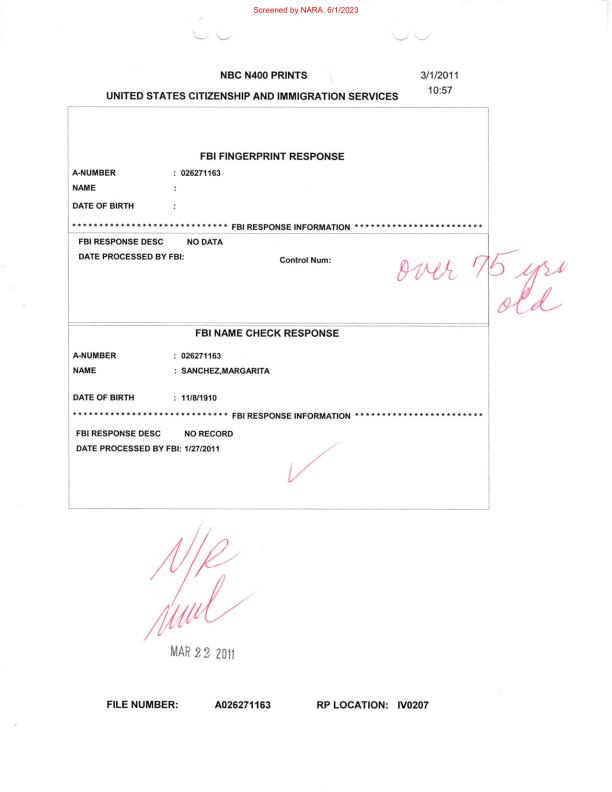 Screened by NARA, 6/1/2023
NBC N400 PRINTS 3/1/2011
UNITED STATES CITIZENSHIP AND IMMIGRATION SERVICES 10:57
FBI FINGERPRINT RESPONSE
A-NUMBER : 026271163
NAME :
DATE OF BIRTH :
**************************** FBI RESPONSE INFORMATION ************************
FBI RESPONSE DESC NO DATA
DATE PROCESSED BY FBI: Control Num:
over 75 yrs
old
FBI NAME CHECK RESPONSE
A-NUMBER : 026271163
NAME : SANCHEZ,MARGARITA
DATE OF BIRTH : 11/8/1910
**************************** FBI RESPONSE INFORMATION ************************
FBI RESPONSE DESC NO RECORD
DATE PROCESSED BY FBI: 1/27/2011
N/R
MAR 22 2011
FILE NUMBER: A026271163 RP LOCATION: IV0207